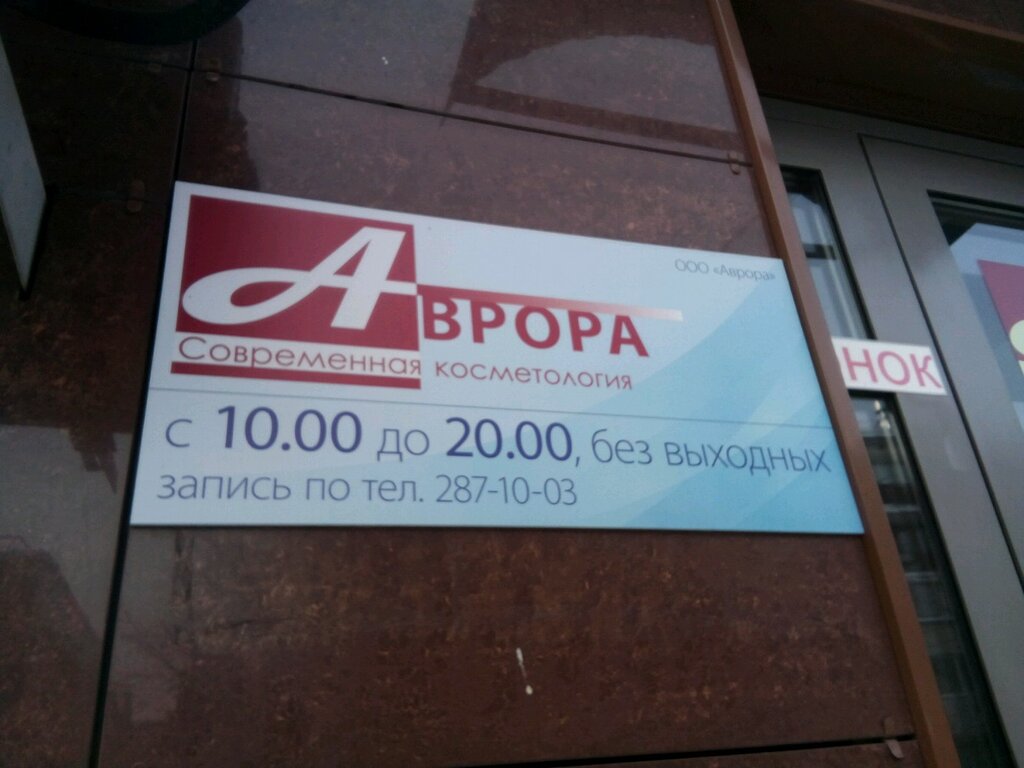 ООО «Аврора»
АВРОРА
Современная косметология
с 10.00 до 20.00, без выходных
запись по тел. 287-10-03
НОК